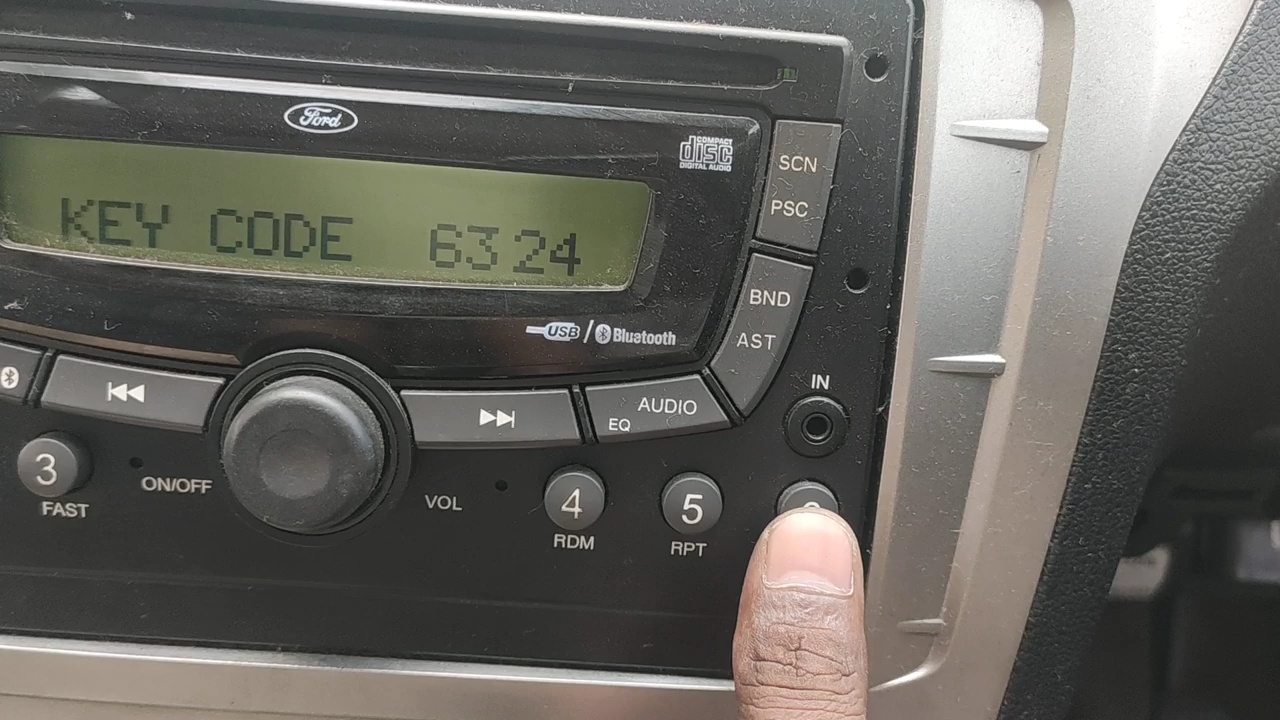 Ford
COMPACT
disc
DIGITAL AUDIO
SCN
PSC
KEY CODE 6324
BND
AST
USB / Bluetooth
IN
AUDIO
EQ
3
FAST
ON/OFF
VOL
4
RDM
5
RPT